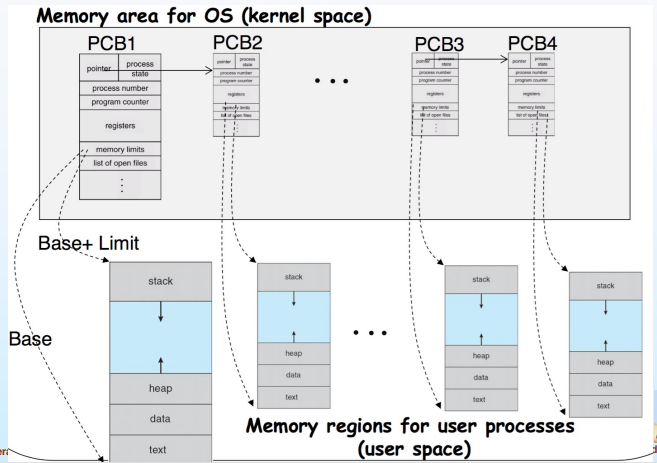 Memory area for OS (kernel space)
PCB1
PCB2
PCB3
PCB4
pointer
process
state
process number
program counter
registers
memory limits
list of open files
pointer
process
state
process number
program counter
registers
memory limits
list of open files
• • •
pointer
process
state
process number
program counter
registers
memory limits
list of open files
pointer
process
state
process number
program counter
registers
memory limits
list of open files
Base+ Limit
Base
stack
heap
data
text
stack
heap
data
text
• • •
stack
heap
data
text
stack
heap
data
text
Memory regions for user processes
(user space)